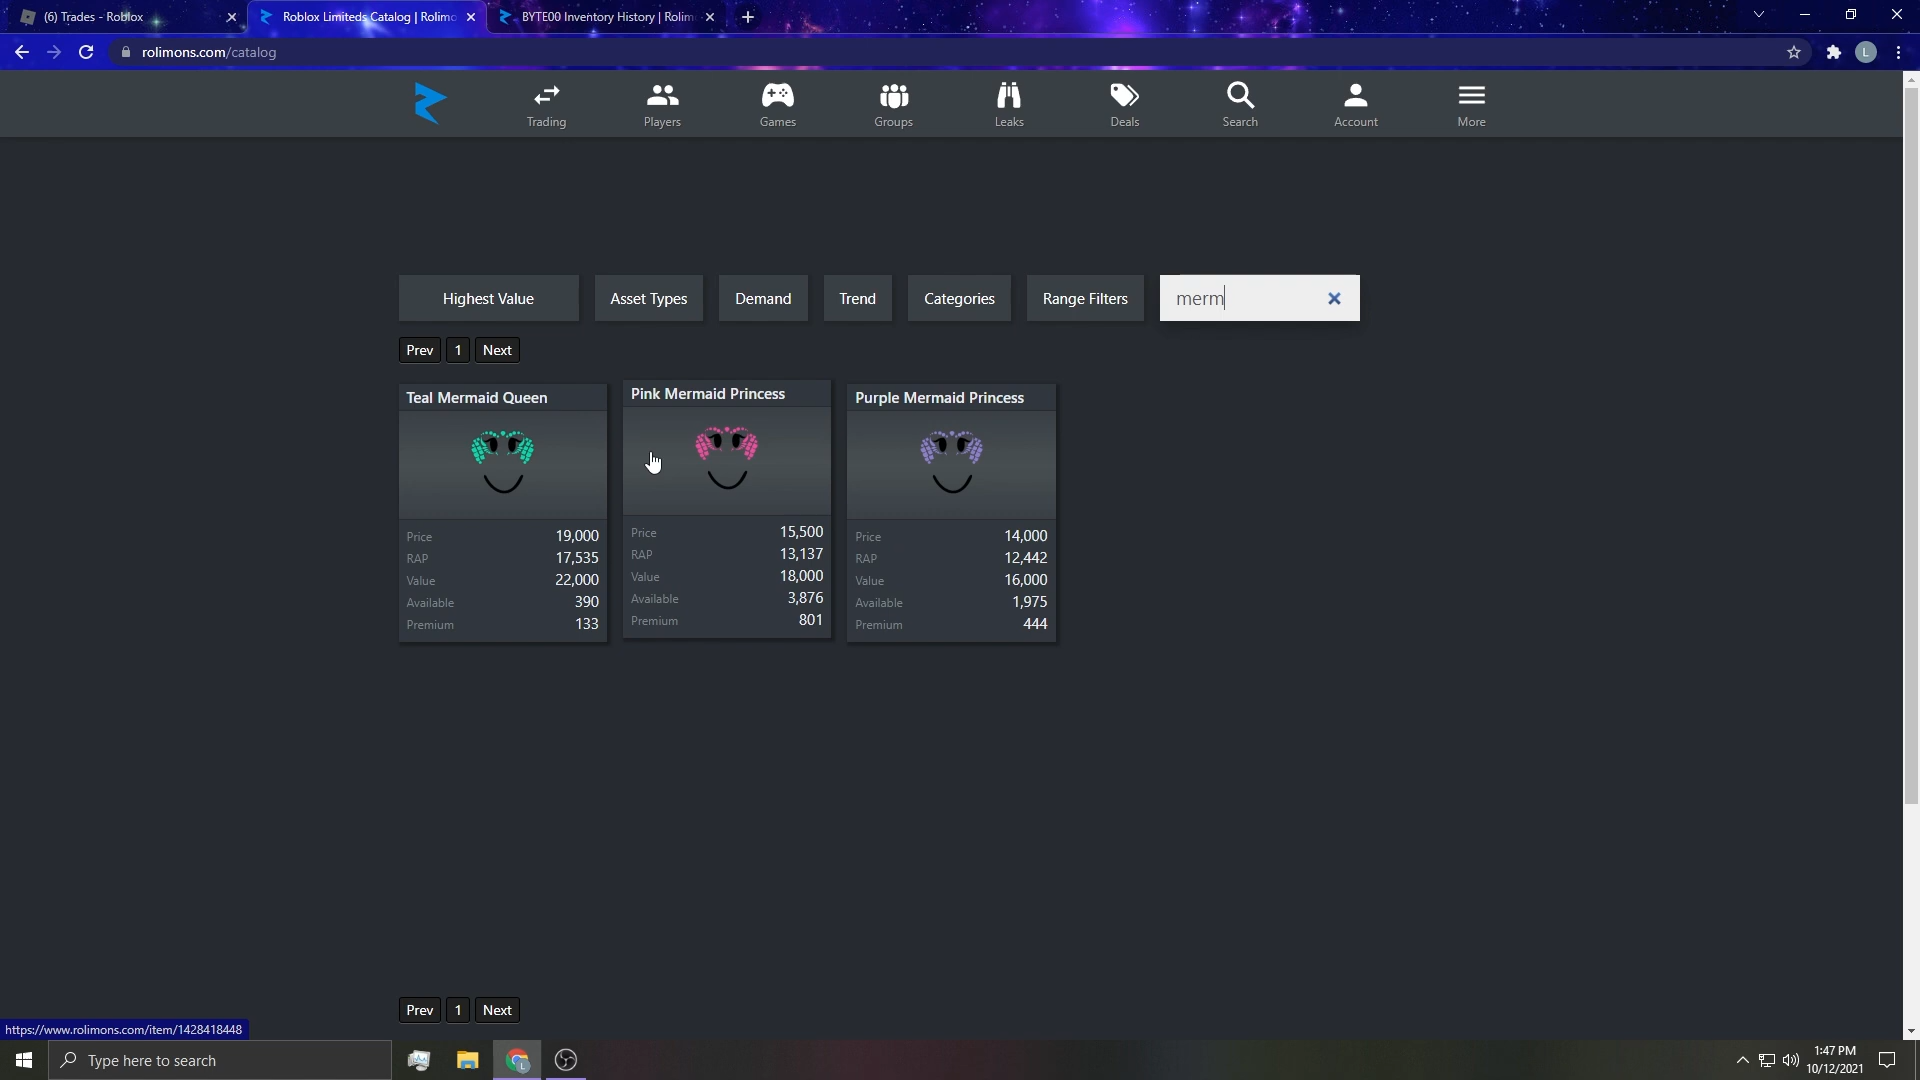 (6) Trades - Roblox
Roblox Limiteds Catalog | Rolimo
BYTE00 Inventory History | Rolim
rolimons.com/catalog
L
Trading
Players
Games
Groups
Leaks
Deals
Search
Account
More
Highest Value
Asset Types
Demand
Trend
Categories
Range Filters
merm
Prev 1 Next
Teal Mermaid Queen
Price 19,000
RAP 17,535
Value 22,000
Available 390
Premium 133
Pink Mermaid Princess
Price 15,500
RAP 13,137
Value 18,000
Available 3,876
Premium 801
Purple Mermaid Princess
Price 14,000
RAP 12,442
Value 16,000
Available 1,975
Premium 444
Prev 1 Next
https://www.rolimons.com/item/1428418448
Type here to search
L
1:47 PM
10/12/2021